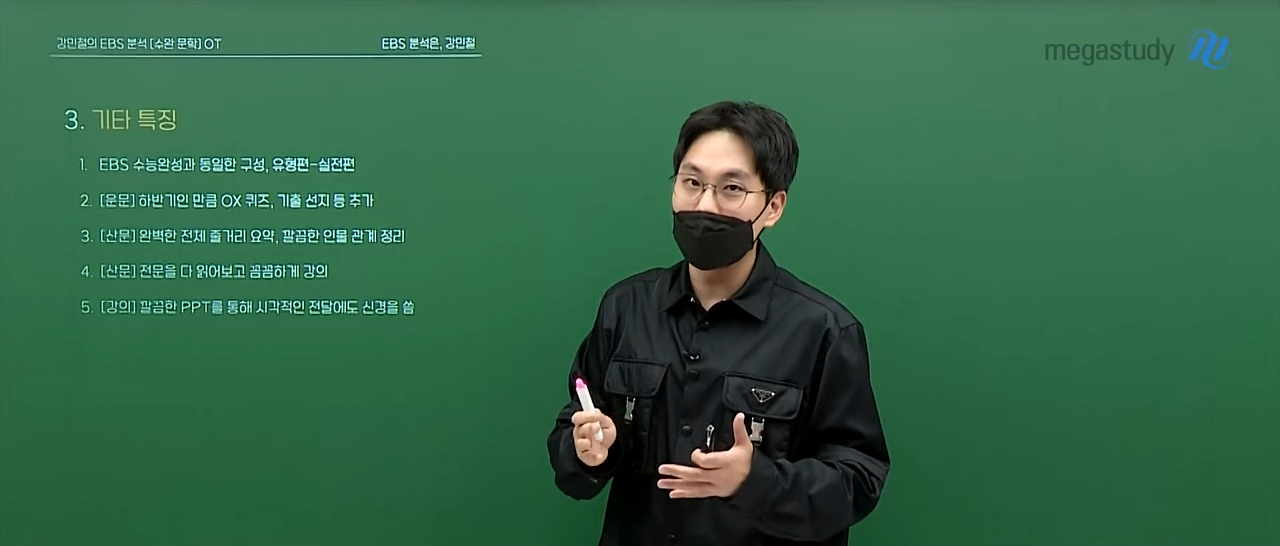 강민철의 EBS 분석 [수완 문학] OT
EBS 분석은, 강민철
megastudy
3. 기타 특징
1. EBS 수능완성과 동일한 구성, 유형편-실전편
2. [운문] 하반기인 만큼 OX 퀴즈, 기출 선지 등 추가
3. [산문] 완벽한 전체 줄거리 요약, 깔끔한 인물 관계 정리
4. [산문] 전문을 다 읽어보고 꼼꼼하게 강의
5. [강의] 깔끔한 PPT를 통해 시각적인 전달에도 신경을 씀